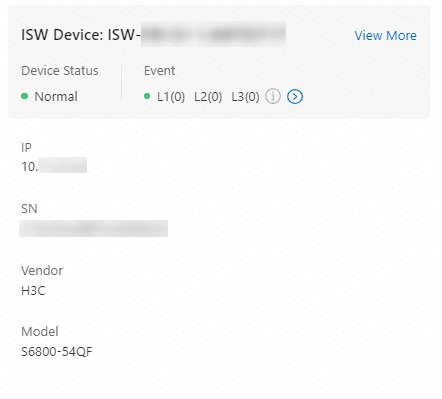 ISW Device: ISW-
View More
Device Status
Event
Normal
L1(0) L2(0) L3(0)
IP
10.
SN
Vendor
H3C
Model
S6800-54QF